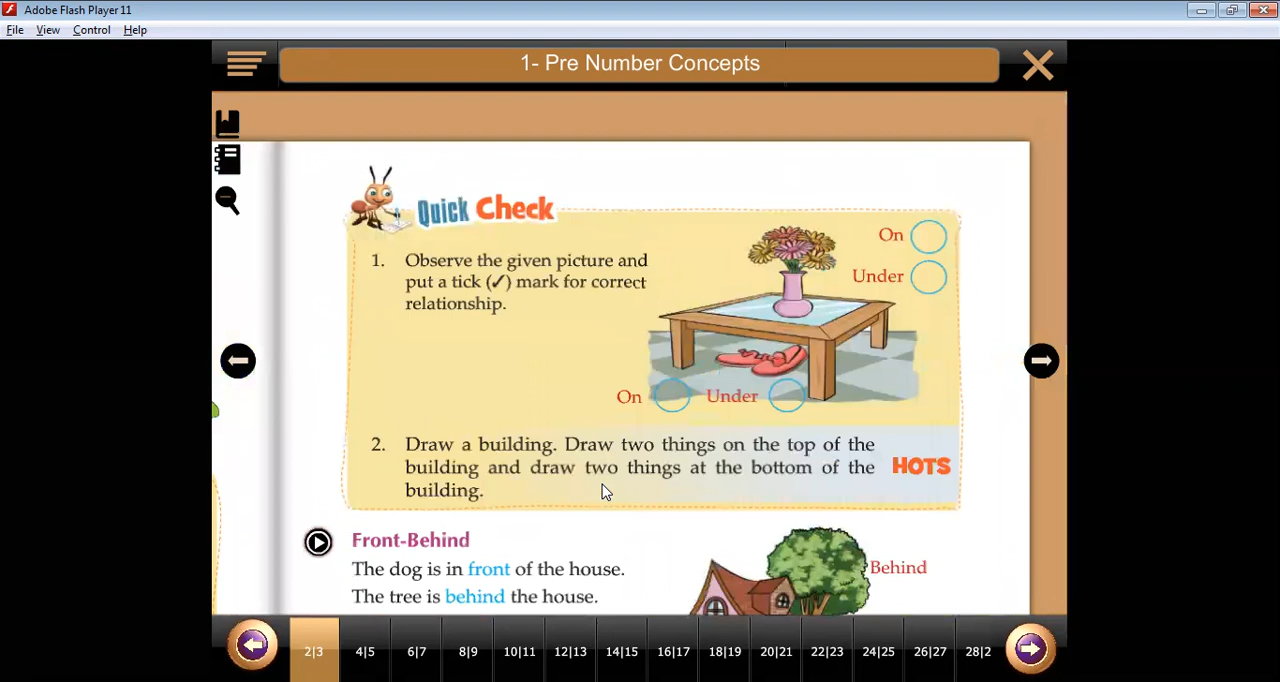 Adobe Flash Player 11
File View Control Help
1- Pre Number Concepts
Quick Check
On
Under
1. Observe the given picture and
put a tick (✓) mark for correct
relationship.
On Under
2. Draw a building. Draw two things on the top of the
building and draw two things at the bottom of the
building.
HOTS
Front-Behind
The dog is in front of the house.
The tree is behind the house.
Behind
2|3 4|5 6|7 8|9 10|11 12|13 14|15 16|17 18|19 20|21 22|23 24|25 26|27 28|2